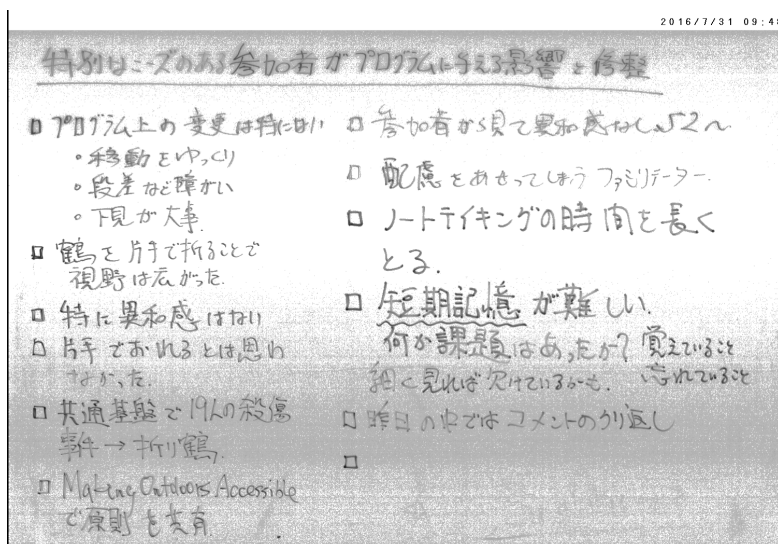 2016/7/31 09:48
特別なニーズのある参加者がプログラムに与える影響と
□ プログラム上の変更は特にない
・移動をゆっくり
・段差など障がい
・下見が大事
□ 鶴を片手で折ることで
視野は広がった
□ 特に異和感はない
□ 片手でおれるとは思わ
なかった.
□ 共通基盤で19人の殺傷
事件→折り鶴.
□ Making Outdoors Accessible
で原則を共有
□ 参加者から見て異和感なし.
□ 配慮をあせってしまうファシリテーター.
□ ノートテイキングの時間を長く
とる.
□ 短期記憶が難しい.
何か課題はあったか? 覚えていること
忘れていること
細く見れば欠けているかも.
□ 昨日の中ではコメントのくり返し
□